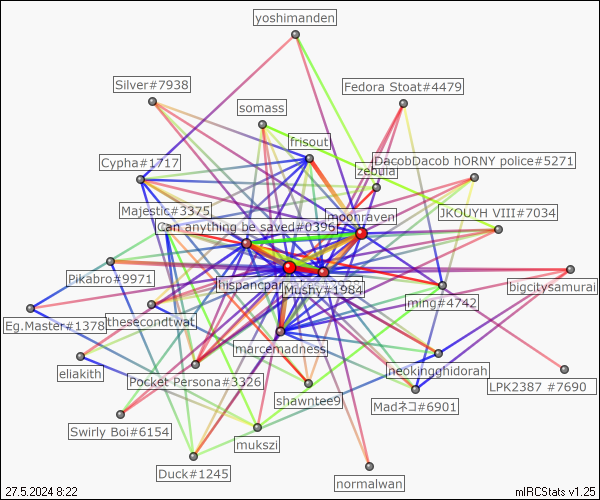 yoshimanden
Silver#7938
Fedora Stoat#4479
somass
frisout
DacobDacob hORNY police#5271
Cypha#1717
zebula
Majestic#3375
moonraven
JKOUYH VIII#7034
Can anything be saved#0396
Pikabro#9971
hispancpar
Mushy#1984
bigcitysamurai
ming#4742
Eg.Master#1378
thesecondtwat
marcemadness
eliakith
Pocket Persona#3326
neokingghidorah
LPK2387 #7690
shawntee9
Madネコ#6901
Swirly Boi#6154
mukszi
Duck#1245
normalwan
27.5.2024 8:22
mIRCStats v1.25